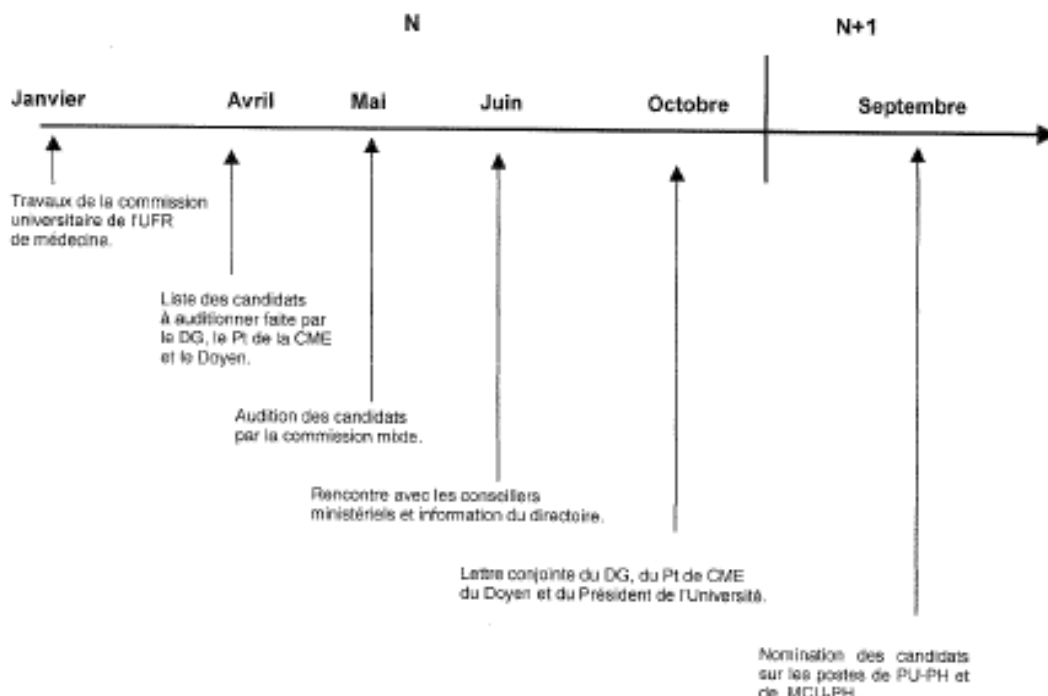 N
N+1
Janvier
Avril
Mai
Juin
Octobre
Septembre
Travaux de la commission
universitaire de l'UFR
de médecine.
Liste des candidats
à auditionner faite par
le DG, le Pt de la CME
et le Doyen.
Audition des candidats
par la commission mixte.
Rencontre avec les conseillers
ministériels et information du directoire.
Lettre conjointe du DG, du Pt de CME
du Doyen et du Président de l'Université.
Nomination des candidats
sur les postes de PU-PH et
de MCU-PH